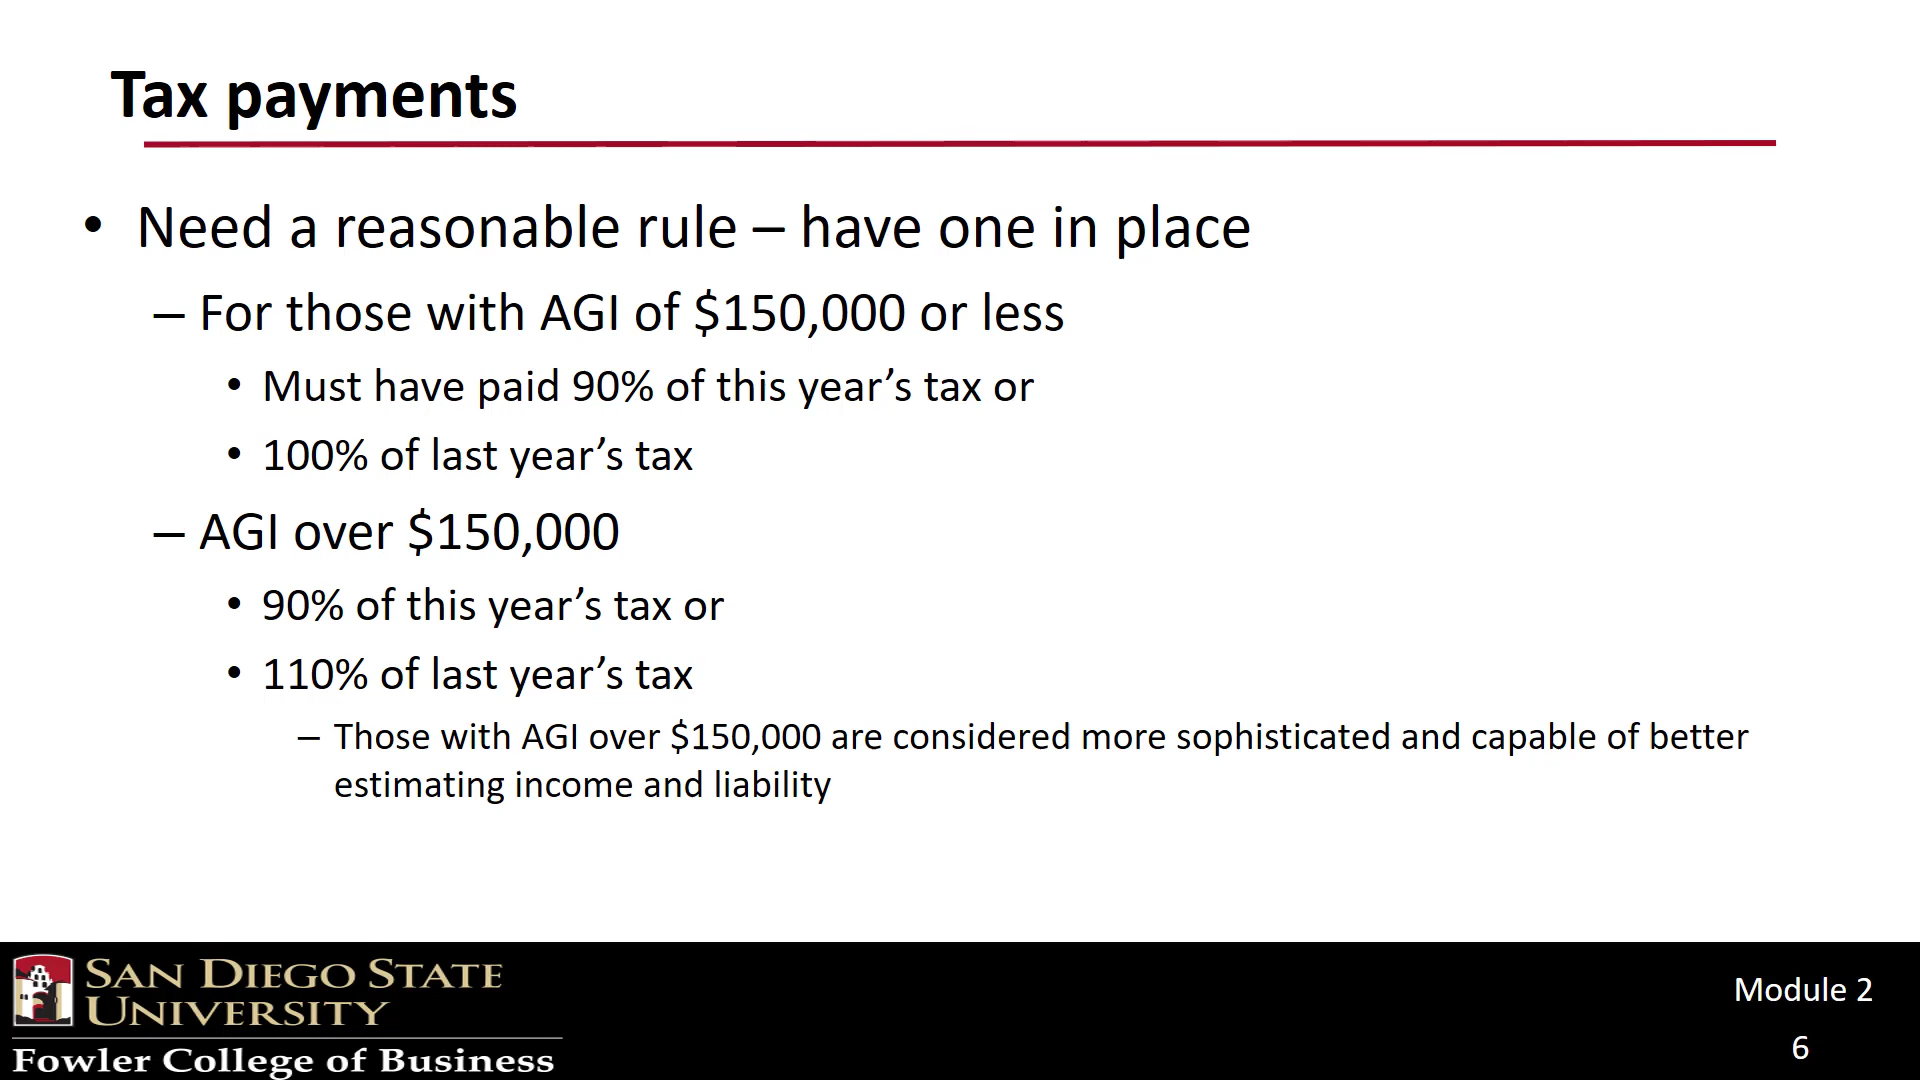 Tax payments
• Need a reasonable rule – have one in place
– For those with AGI of $150,000 or less
• Must have paid 90% of this year’s tax or
• 100% of last year’s tax
– AGI over $150,000
• 90% of this year’s tax or
• 110% of last year’s tax
– Those with AGI over $150,000 are considered more sophisticated and capable of better
estimating income and liability
SAN DIEGO STATE
UNIVERSITY
Fowler College of Business
Module 2
6